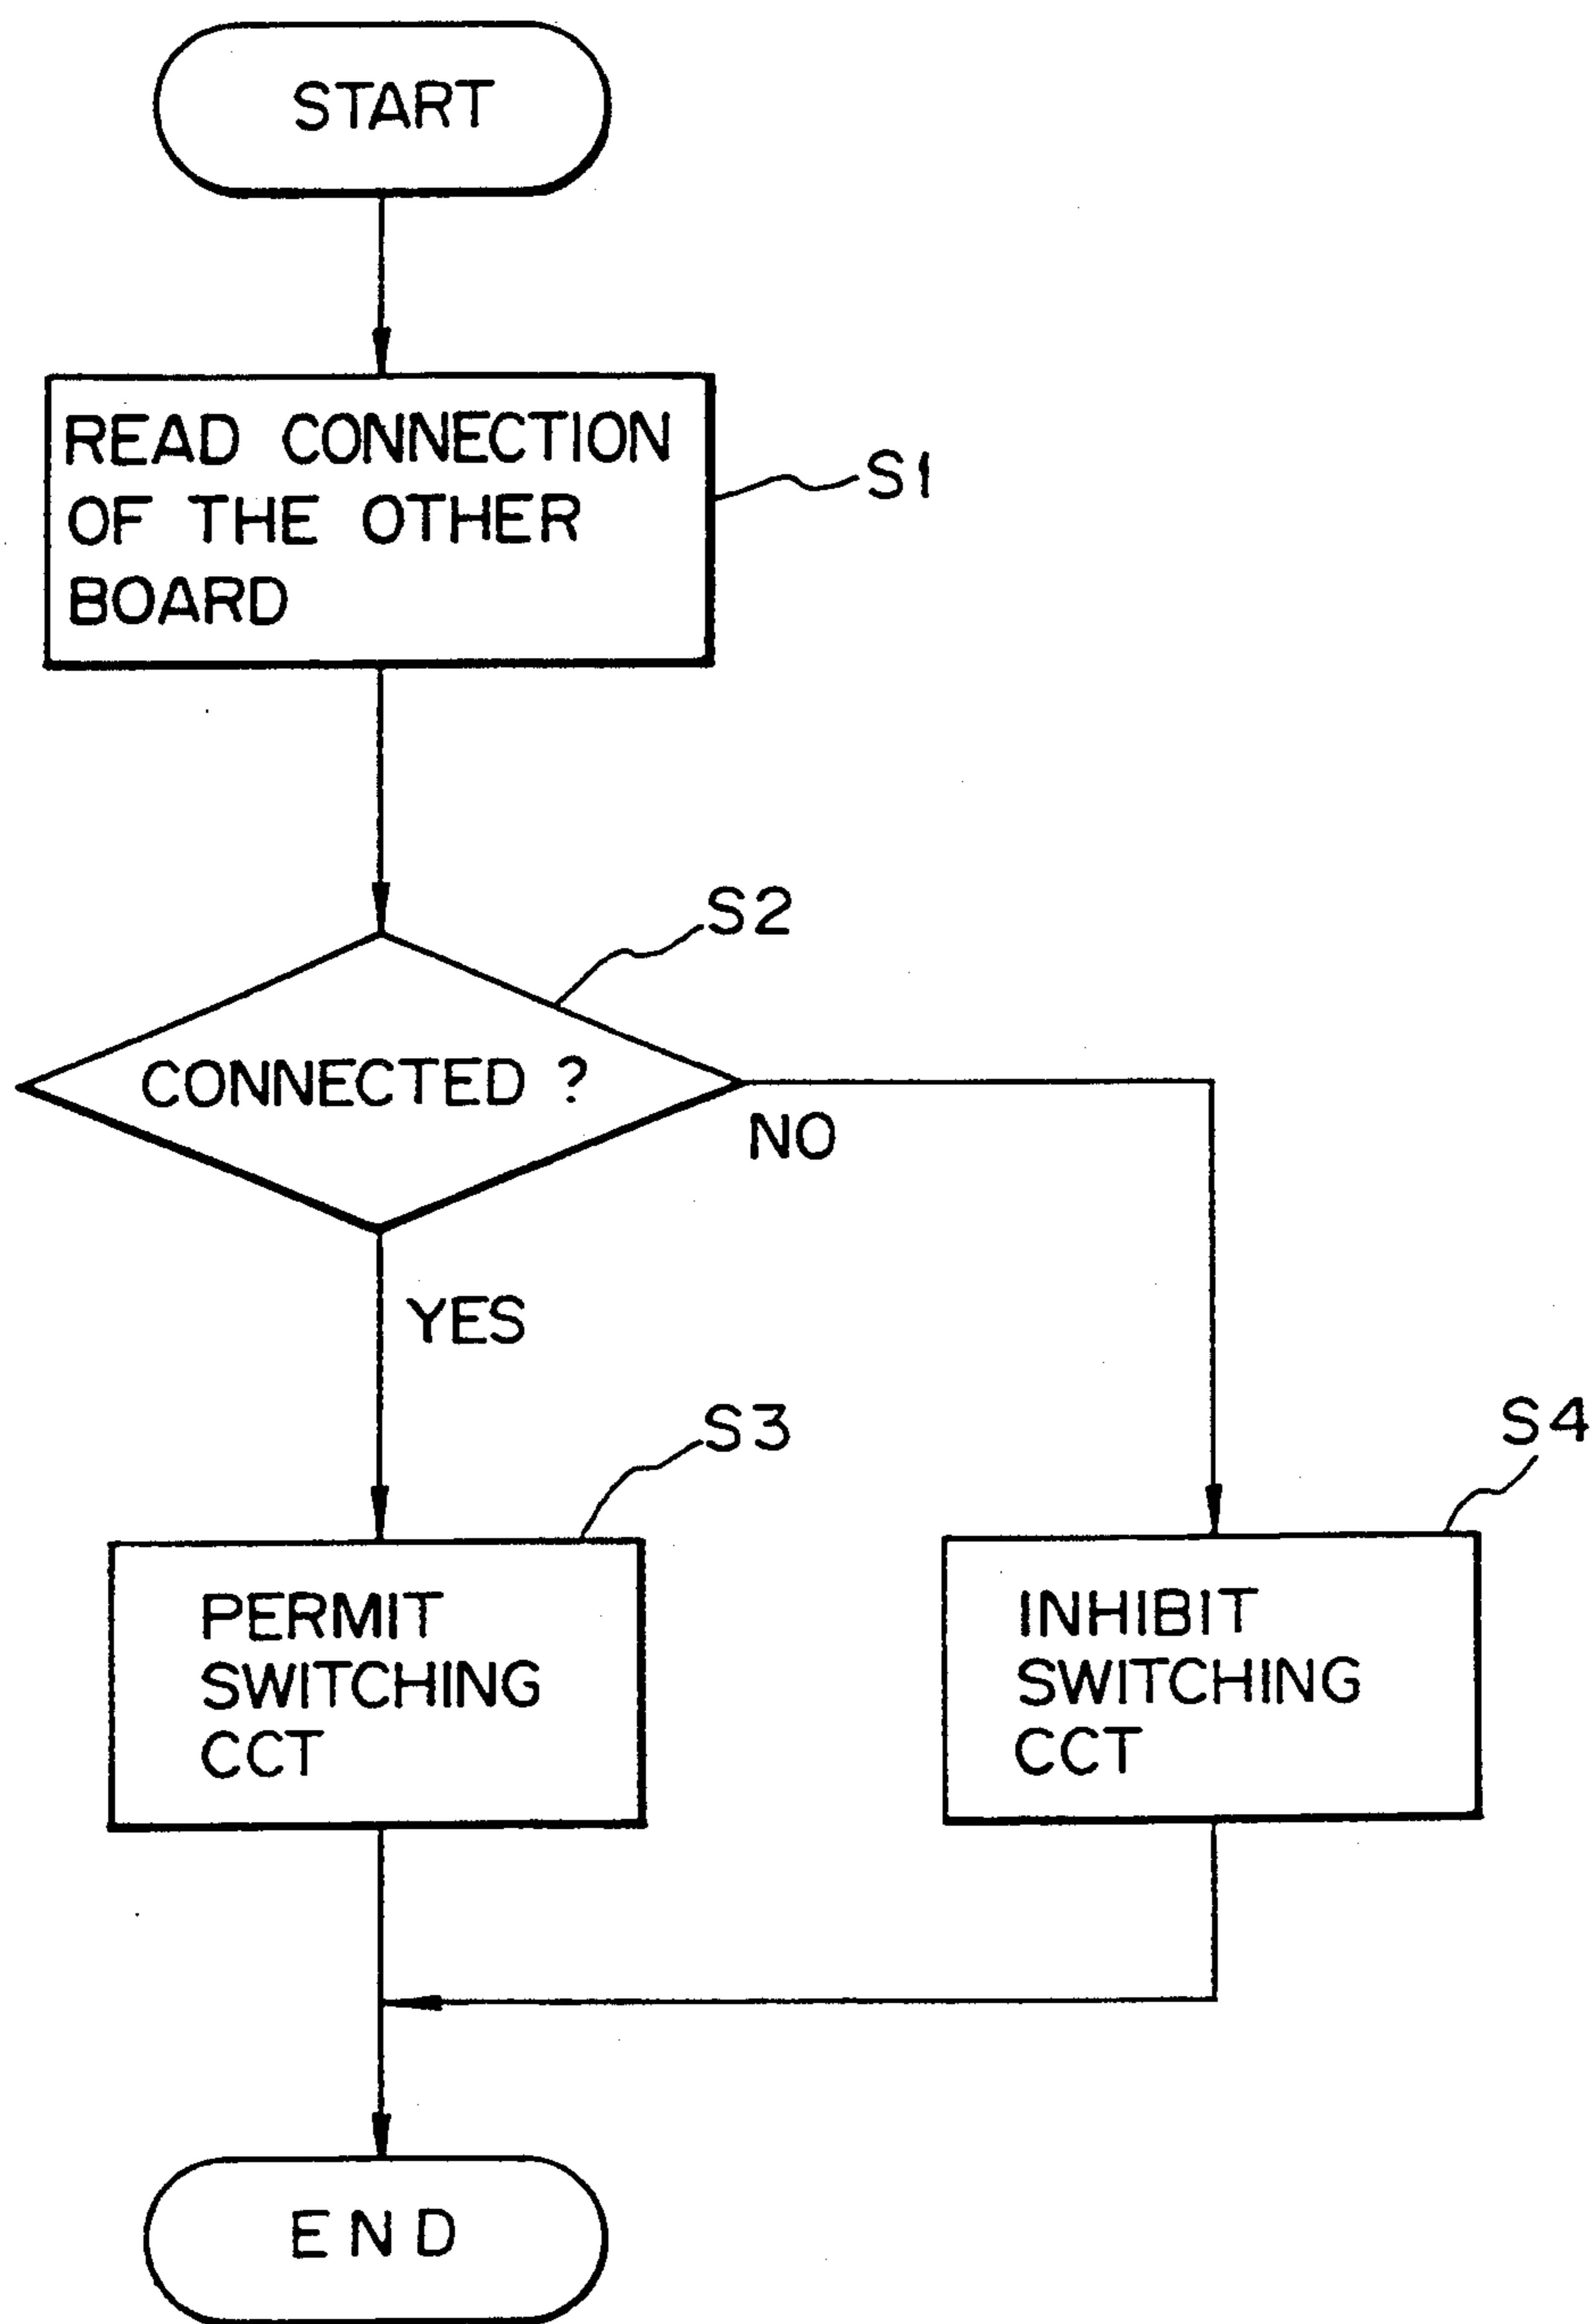 START
READ CONNECTION
OF THE OTHER
BOARD
S1
S2
CONNECTED ?
NO
YES
S3
S4
PERMIT
SWITCHING
CCT
INHIBIT
SWITCHING
CCT
END